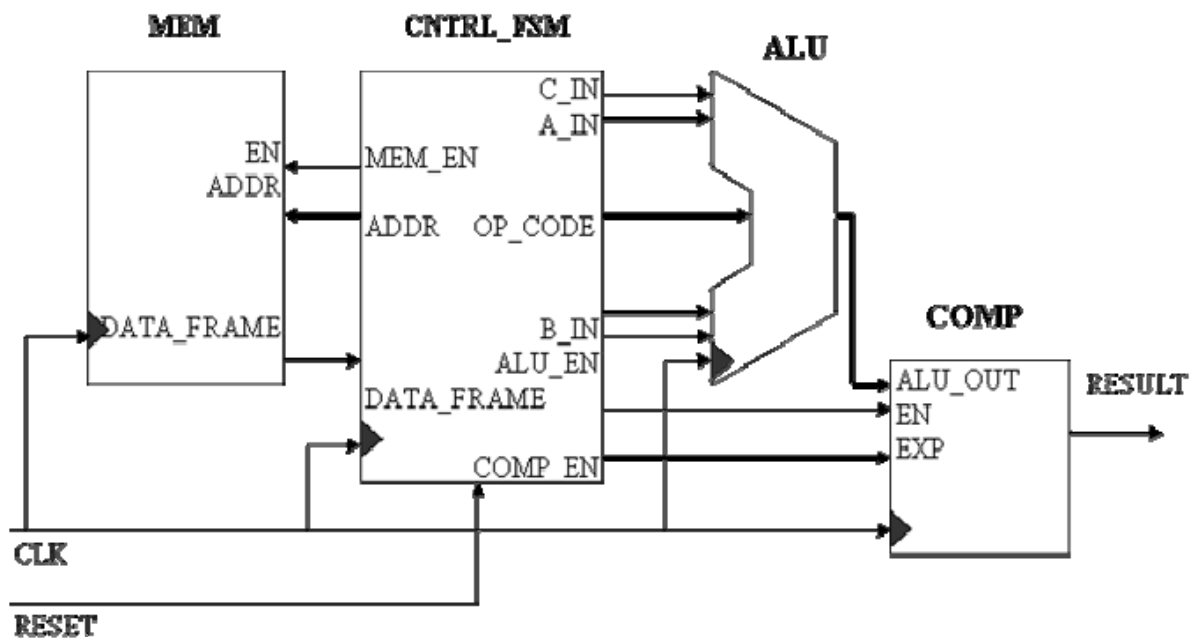 MEM
CNTRL_FSM
ALU
C_IN
A_IN
EN
MEM_EN
ADDR
ADDR
OP_CODE
DATA_FRAME
B_IN
ALU_EN
DATA_FRAME
COMP_EN
COMP
ALU_OUT
EN
EXP
RESULT
CLK
RESET